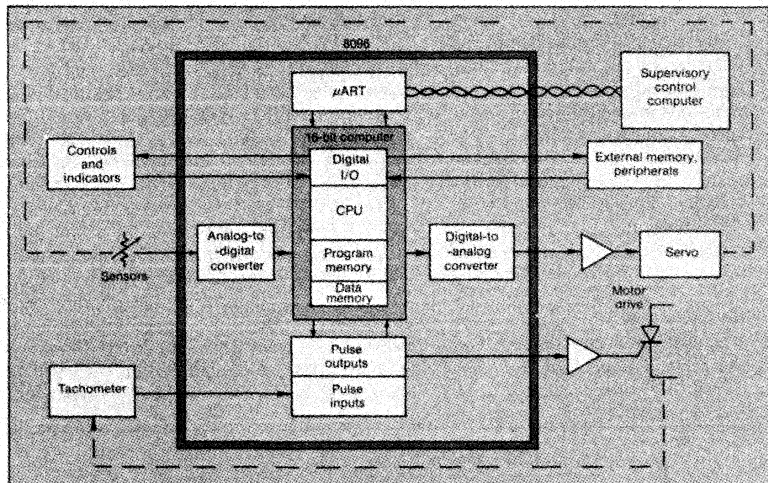 8096
µART
Supervisory
control
computer
16-bit computer
Controls
and
indicators
Digital
I/O
External memory,
peripherals
CPU
Analog-to
-digital
converter
Digital-to
-analog
converter
Servo
Program
memory
Sensors
Data
memory
Motor
drive
Pulse
outputs
Tachometer
Pulse
inputs